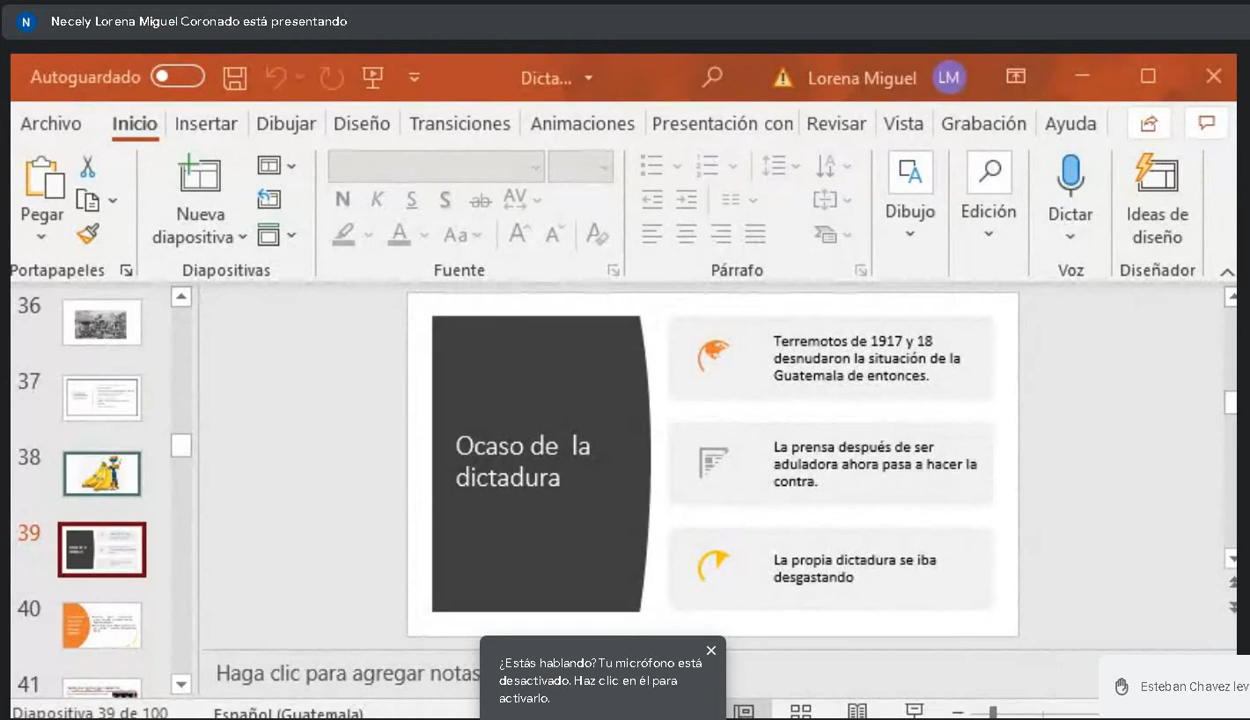 N Necely Lorena Miguel Coronado está presentando
Autoguardado Dicta... Lorena Miguel LM
Archivo Inicio Insertar Dibujar Diseño Transiciones Animaciones Presentación con Revisar Vista Grabación Ayuda
Pegar
Nueva
diapositiva
N K S S ab AV
A Aa A A A
Dibujo Edición Dictar
Ideas de
diseño
Portapapeles Diapositivas Fuente Párrafo Voz Diseñador
36
37
38
39
40
41
Ocaso de la
dictadura
Terremotos de 1917 y 18
desnudaron la situación de la
Guatemala de entonces.
La prensa después de ser
aduladora ahora pasa a hacer la
contra.
La propia dictadura se iba
desgastando
Haga clic para agregar notas
¿Estás hablando? Tu micrófono está
desactivado. Haz clic en él para
activarlo.
Esteban Chavez lev
Diapositiva 39 de 100 Español (Guatemala)